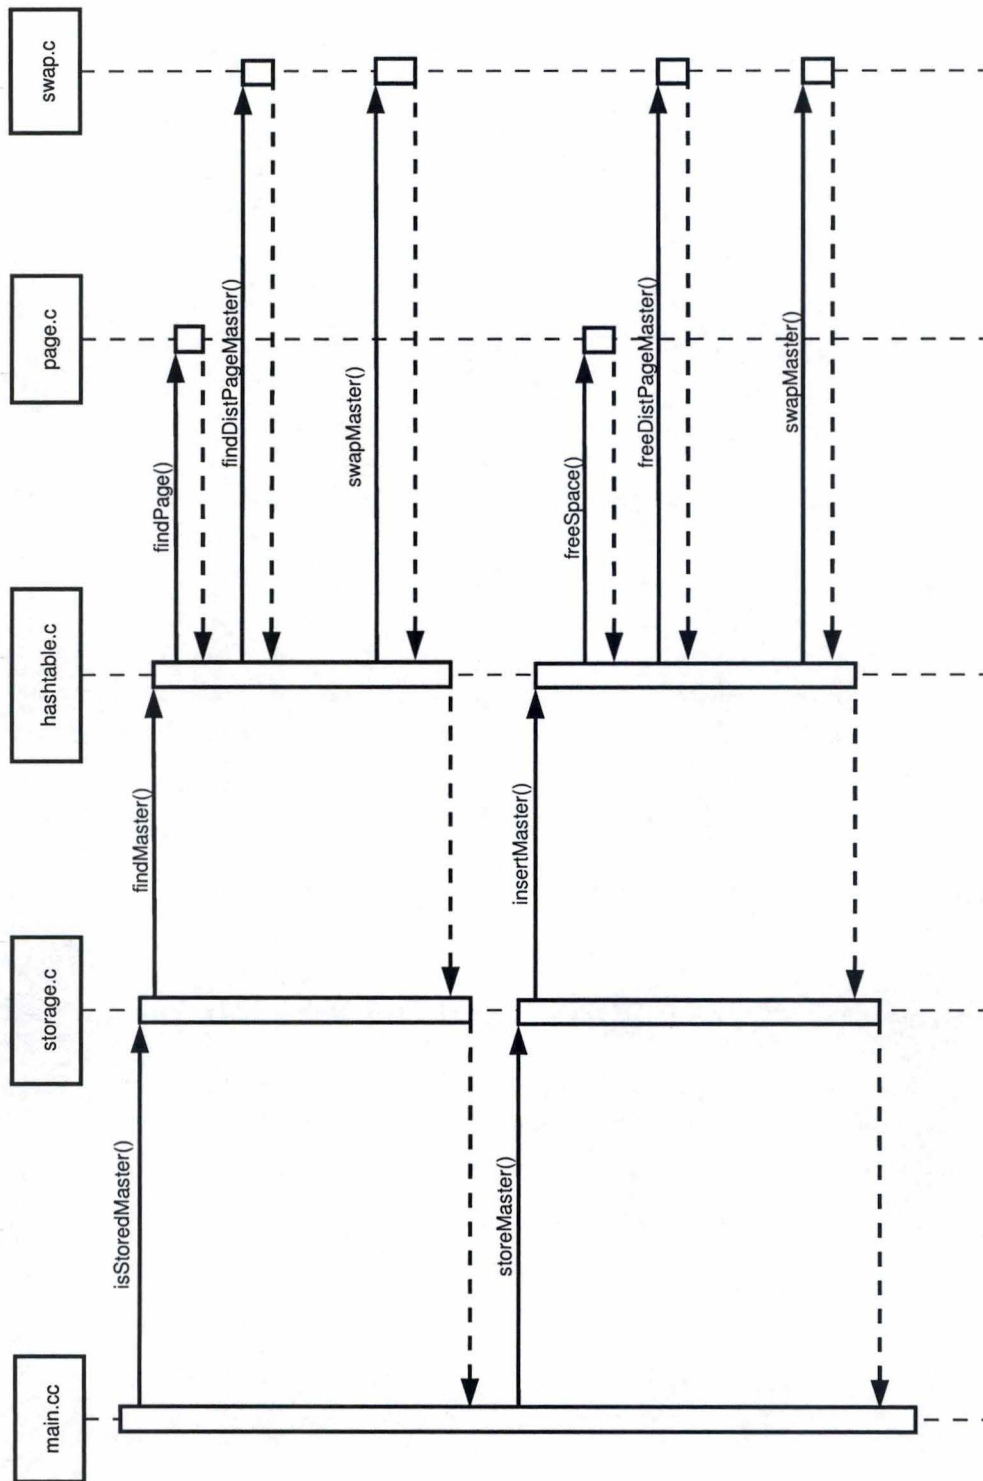 main.cc
storage.c
hashtable.c
page.c
swap.c
isStoredMaster()
findMaster()
findPage()
findDistPageMaster()
swapMaster()
storeMaster()
insertMaster()
freeSpace()
freeDistPageMaster()
swapMaster()